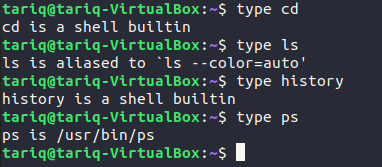 tariq@tariq-VirtualBox:~$ type cd
cd is a shell builtin
tariq@tariq-VirtualBox:~$ type ls
ls is aliased to `ls --color=auto'
tariq@tariq-VirtualBox:~$ type history
history is a shell builtin
tariq@tariq-VirtualBox:~$ type ps
ps is /usr/bin/ps
tariq@tariq-VirtualBox:~$